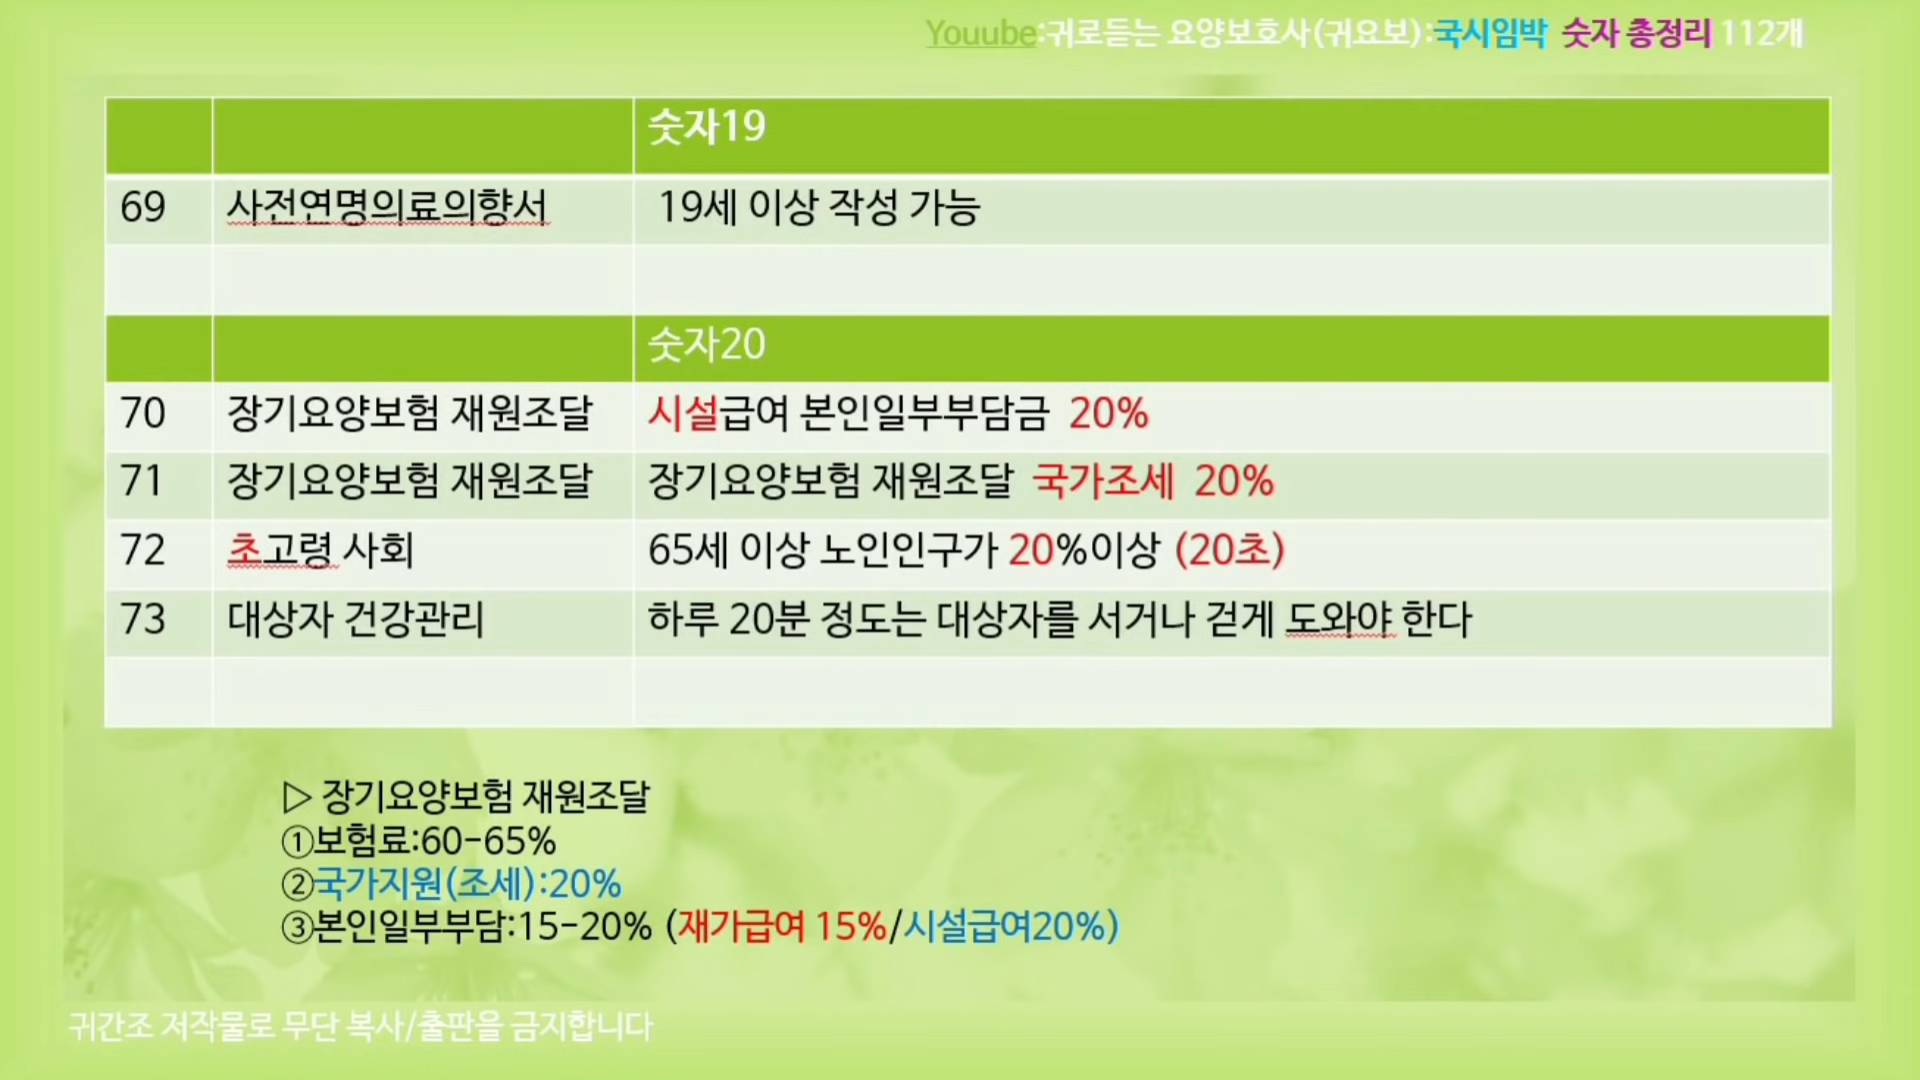 Youube:귀로듣는 요양보호사(귀요보):국시임박 숫자 총정리 112개
숫자19
69 사전연명의료의향서 19세 이상 작성 가능
숫자20
70 장기요양보험 재원조달 시설급여 본인일부부담금 20%
71 장기요양보험 재원조달 장기요양보험 재원조달 국가조세 20%
72 초고령 사회 65세 이상 노인인구가 20%이상 (20초)
73 대상자 건강관리 하루 20분 정도는 대상자를 서거나 걷게 도와야 한다
▷ 장기요양보험 재원조달
①보험료:60-65%
②국가지원(조세):20%
③본인일부부담:15-20% (재가급여 15%/시설급여20%)
귀간조 저작물로 무단 복사/출판을 금지합니다